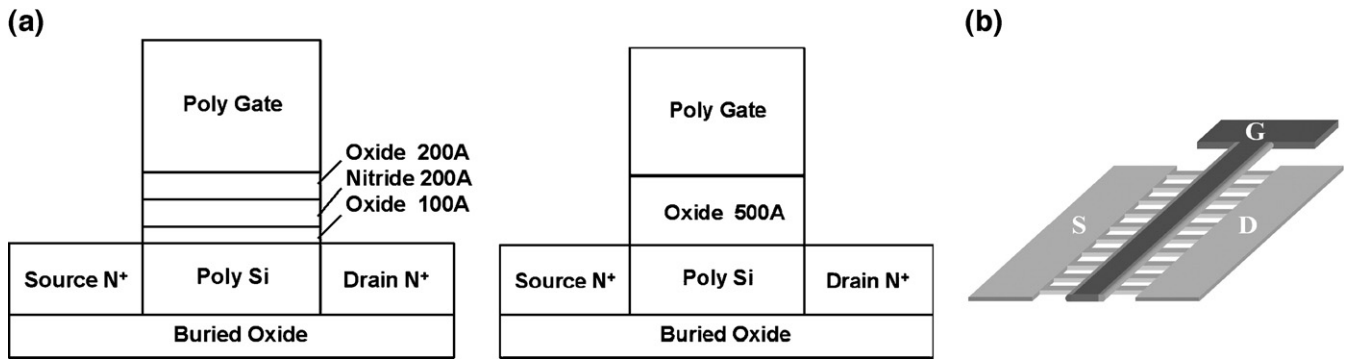 (a)
Poly Gate
Oxide 200A
Nitride 200A
Oxide 100A
Source N+
Poly Si
Drain N+
Buried Oxide
Poly Gate
Oxide 500A
Source N+
Poly Si
Drain N+
Buried Oxide
(b)
G
S
D